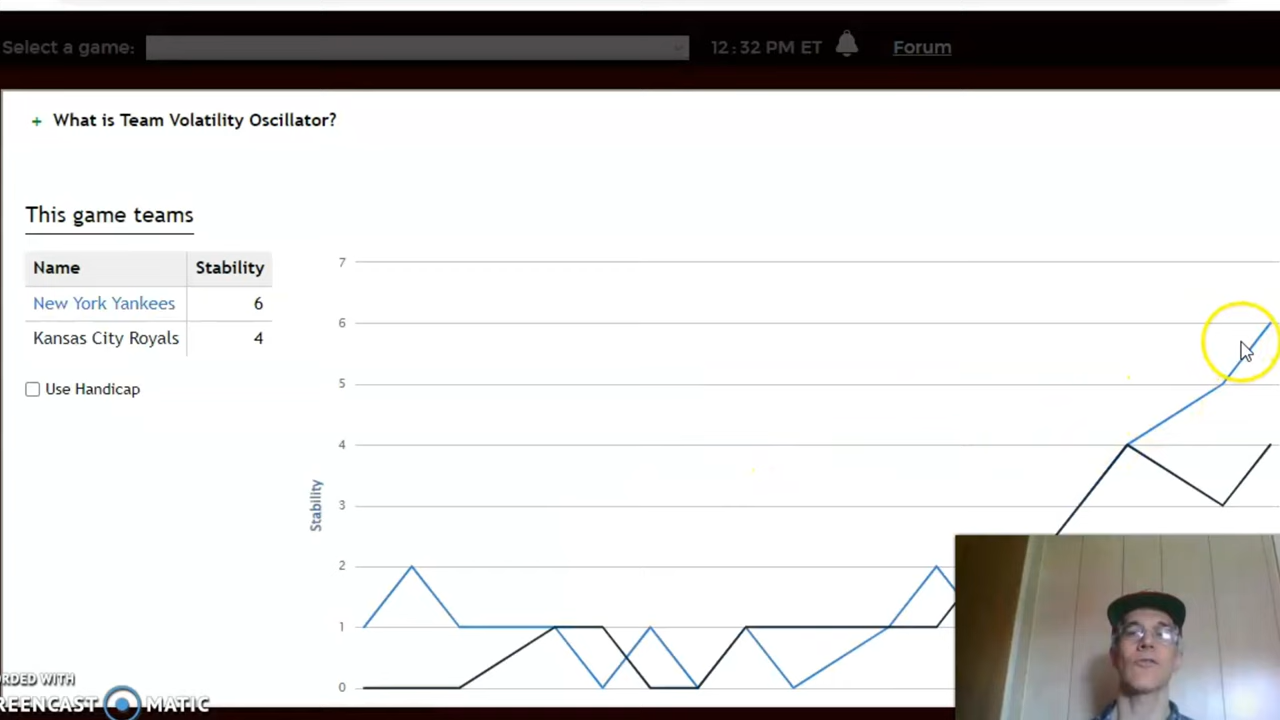 Select a game:
12:32 PM ET
Forum
+ What is Team Volatility Oscillator?
This game teams
Name Stability
New York Yankees 6
Kansas City Royals 4
Use Handicap
Stability
7
6
5
4
3
2
1
0
RDED WITH
REENCAST MATIC